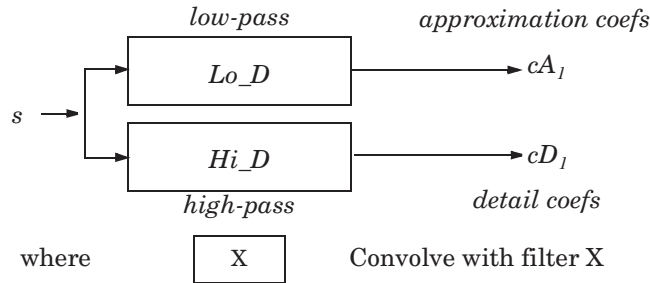 low-pass approximation coefs
Lo_D cA1
s
Hi_D cD1
high-pass detail coefs
where X Convolve with filter X